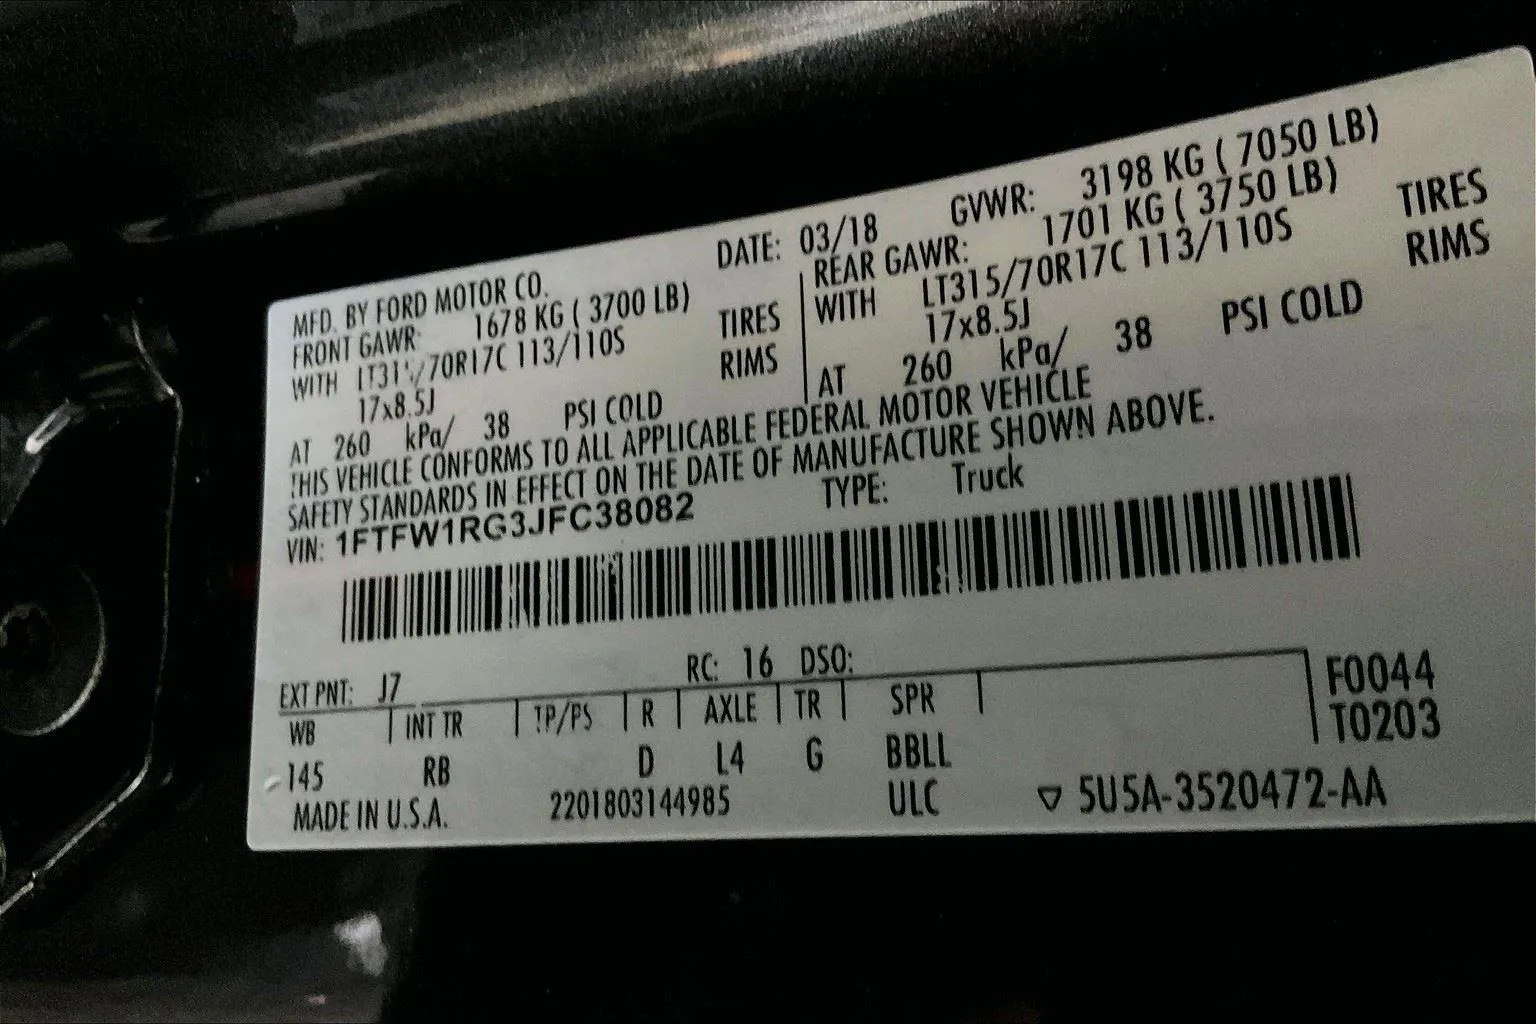 MFD. BY FORD MOTOR CO. DATE: 03/18 GVWR: 3198 KG ( 7050 LB)
FRONT GAWR: 1678 KG ( 3700 LB) REAR GAWR: 1701 KG ( 3750 LB)
WITH 70R17C 113/110S TIRES WITH LT315/70R17C 113/110S TIRES
17x8.5J RIMS 17x8.5J RIMS
AT 260 kPa/ 38 PSI COLD AT 260 kPa/ 38 PSI COLD
THIS VEHICLE CONFORMS TO ALL APPLICABLE FEDERAL MOTOR VEHICLE
SAFETY STANDARDS IN EFFECT ON THE DATE OF MANUFACTURE SHOWN ABOVE.
VIN: 1FTFW1RG3JFC38082 TYPE: Truck
EXT PNT: J7 RC: 16 DSO:
WB INT TR TP/PS R AXLE TR SPR F0044
145 RB D L4 G BBLL T0203
MADE IN U.S.A. 2201803144985 ULC 5U5A-3520472-AA